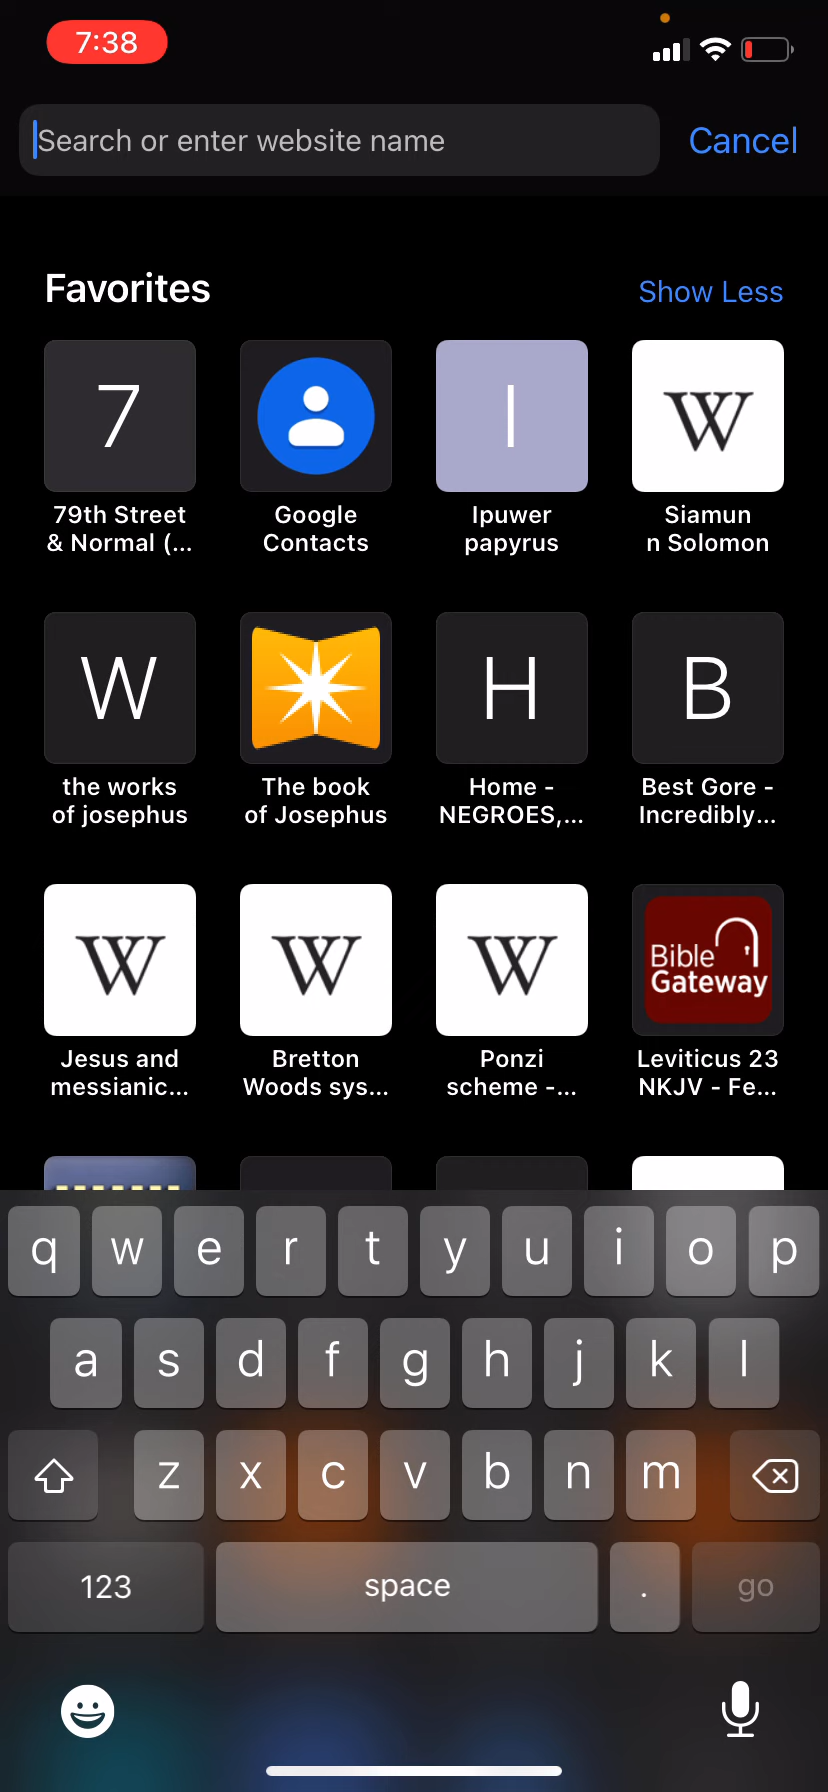 7:38
Search or enter website name
Cancel
Favorites
Show Less
7
I
W
79th Street
& Normal (...
Google
Contacts
Ipuwer
papyrus
Siamun
n Solomon
W
H
B
the works
of josephus
The book
of Josephus
Home -
NEGROES,...
Best Gore -
Incredibly...
W
W
W
Bible
Gateway
Jesus and
messianic...
Bretton
Woods sys...
Ponzi
scheme -...
Leviticus 23
NKJV - Fe...
q w e r t y u i o p
a s d f g h j k l
z x c v b n m
123
space
.
go